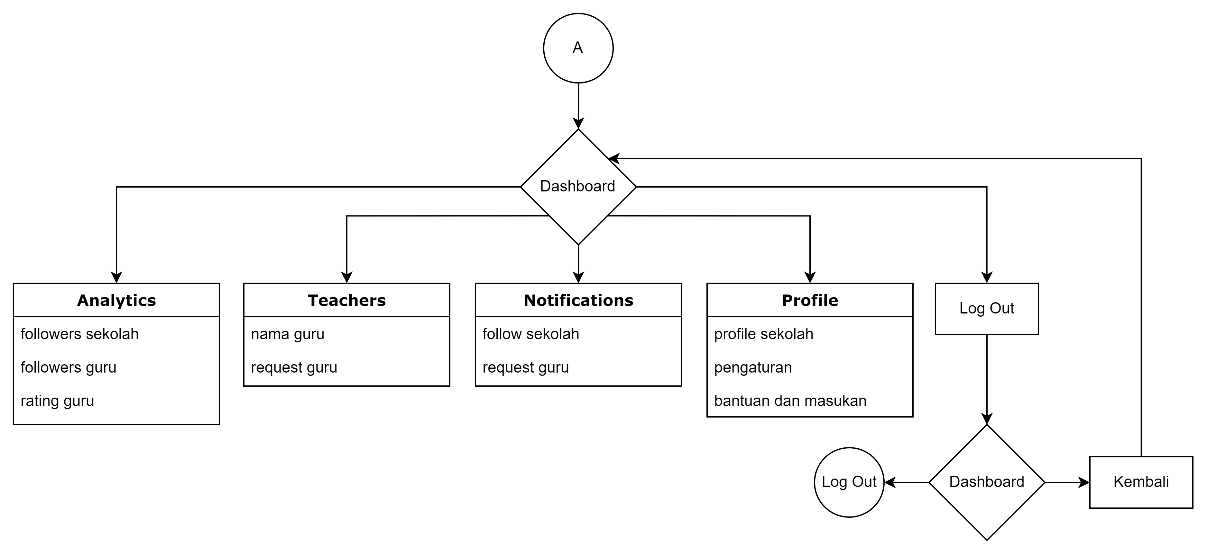 A
Dashboard
Analytics
followers sekolah
followers guru
rating guru
Teachers
nama guru
request guru
Notifications
follow sekolah
request guru
Profile
profile sekolah
pengaturan
bantuan dan masukan
Log Out
Log Out
Dashboard
Kembali